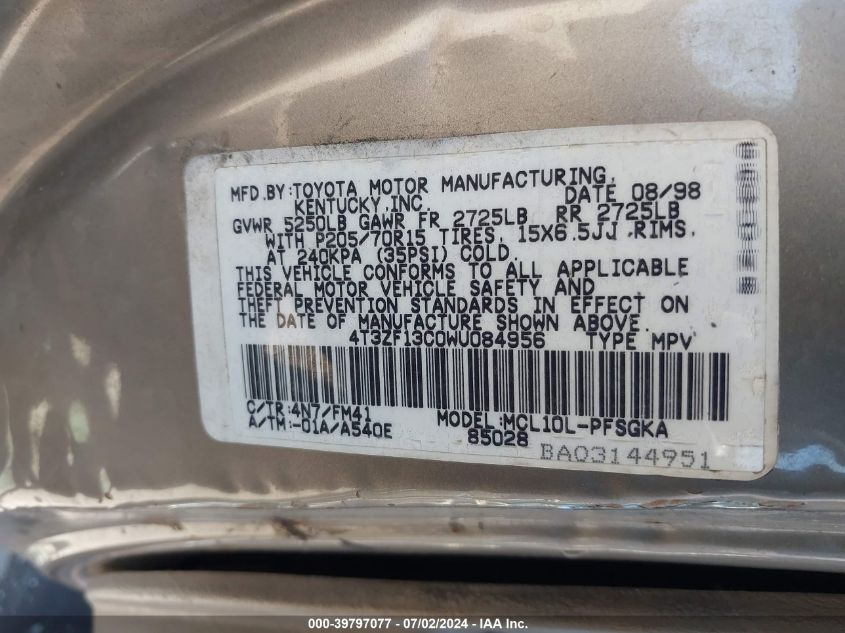 MFD.BY:TOYOTA MOTOR MANUFACTURING,
KENTUCKY,INC. DATE 08/98
GVWR 5250LB GAWR FR 2725LB RR 2725LB
WITH P205/70R15 TIRES, 15X6.5JJ RIMS,
AT 240KPA (35PSI) COLD.
THIS VEHICLE CONFORMS TO ALL APPLICABLE
FEDERAL MOTOR VEHICLE SAFETY AND
THEFT PREVENTION STANDARDS IN EFFECT ON
THE DATE OF MANUFACTURE SHOWN ABOVE.
4T3ZF13C0WU084956 TYPE MPV
C/TR:4N7/FM41 MODEL:MCL10L-PFSGKA
A/TM:-01A/A540E 85028
BA03144951
000-39797077 - 07/02/2024 - IAA Inc.